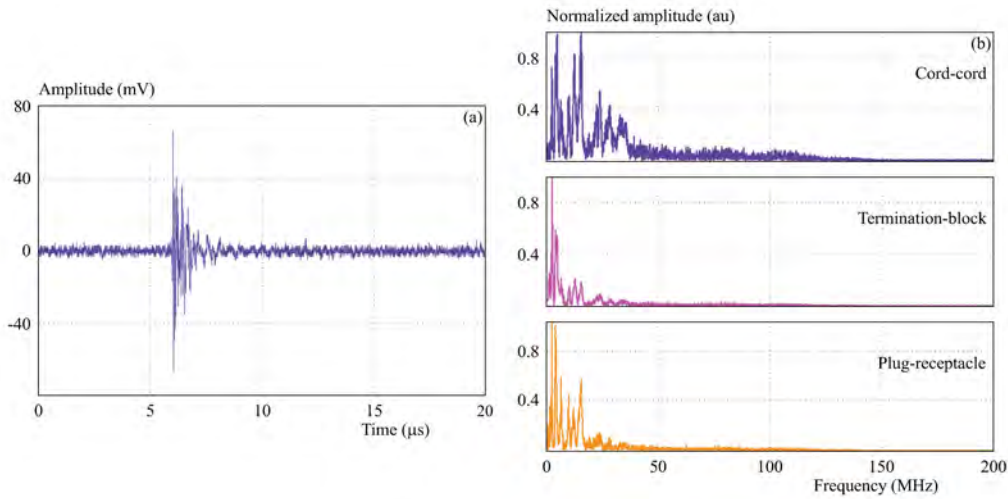 Amplitude (mV)
(a)
80
40
0
-40
0
5
10
15
20
Time (µs)
Normalized amplitude (au)
(b)
0.8
0.4
Cord-cord
0.8
0.4
Termination-block
0.8
0.4
Plug-receptacle
0
50
100
150
200
Frequency (MHz)